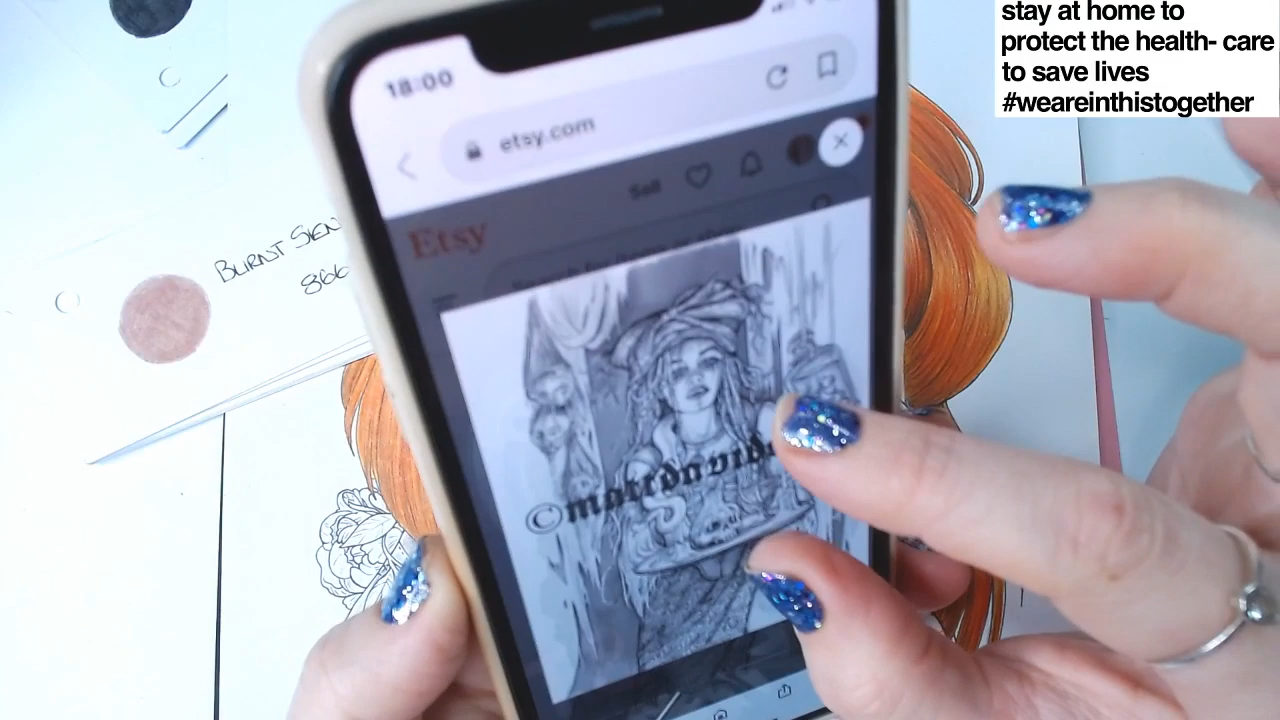 stay at home to
protect the health- care
to save lives
#weareinthistogether
18:00
etsy.com
Sell
Etsy
BURNT SIEN
©mattdavid